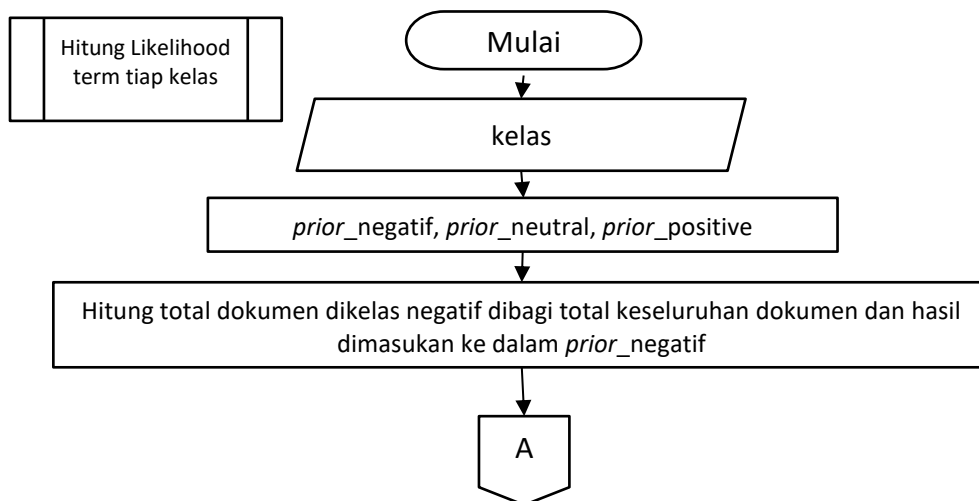 Hitung Likelihood
term tiap kelas
Mulai
kelas
prior_negatif, prior_neutral, prior_positive
Hitung total dokumen dikelas negatif dibagi total keseluruhan dokumen dan hasil
dimasukan ke dalam prior_negatif
A